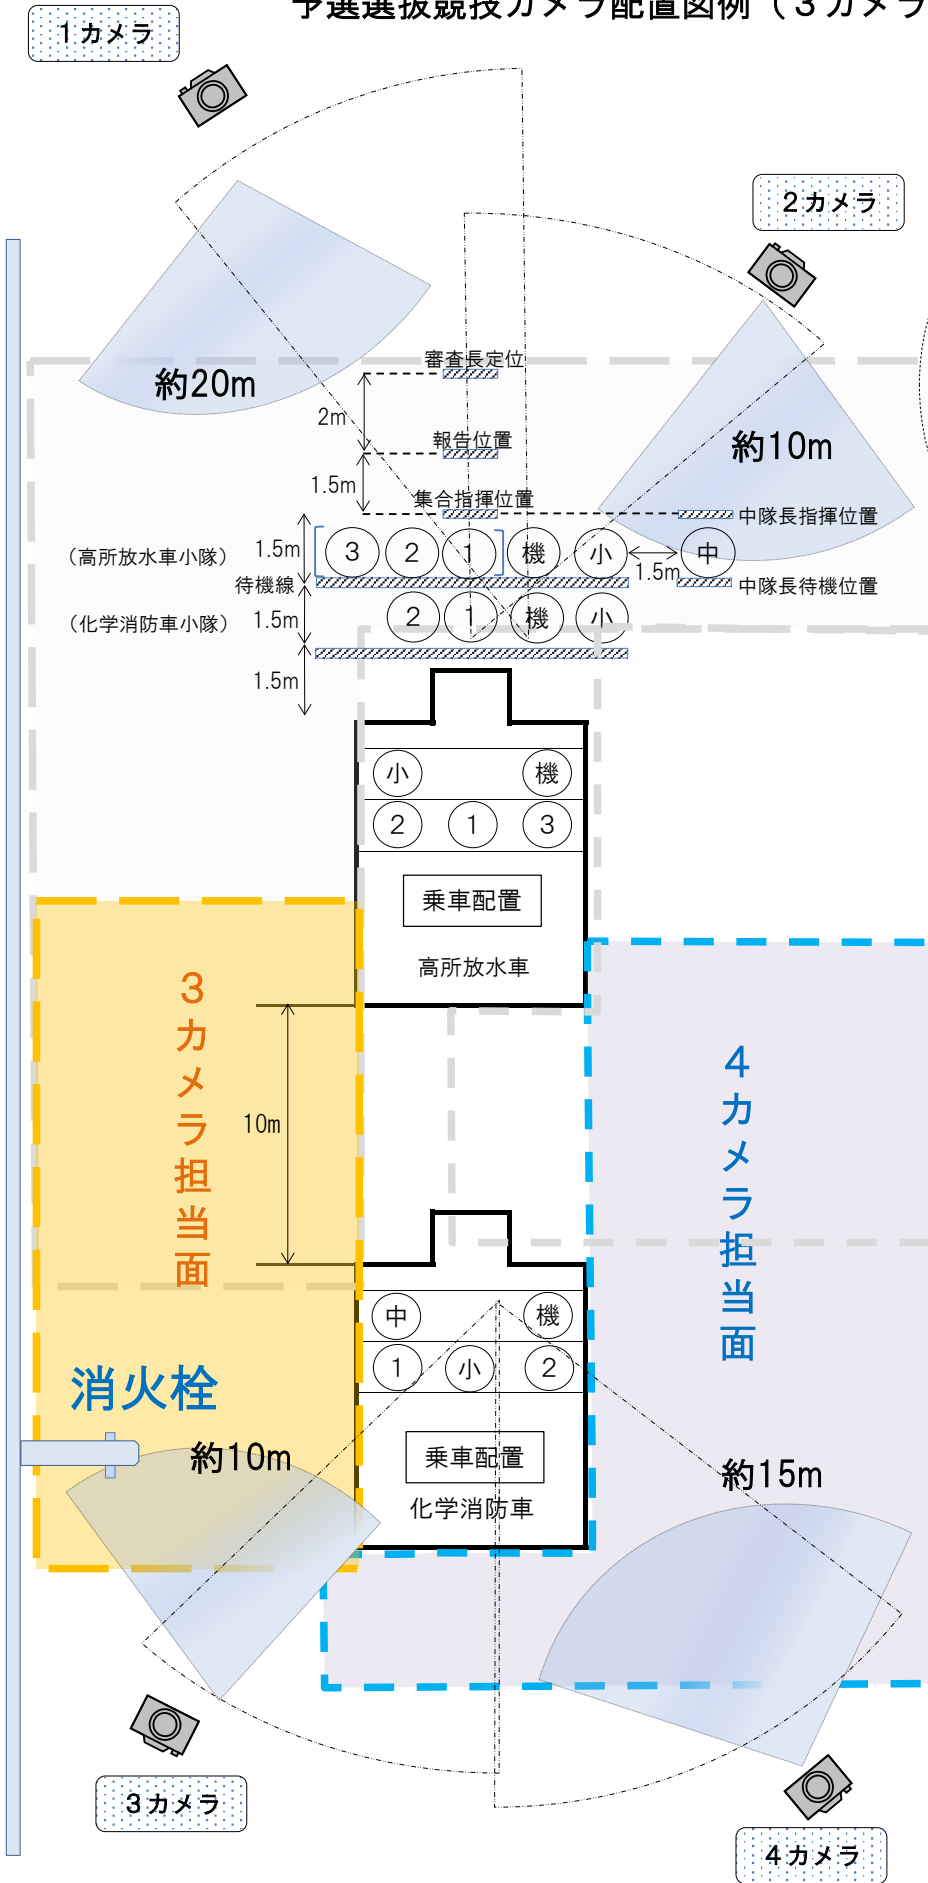 予選選抜競技カメラ配置図例（３カメラ
１カメラ
２カメラ
審査長定位
約20m
2m
報告位置
約10m
1.5m
集合指揮位置
中隊長指揮位置
（高所放水車小隊）
1.5m
3
2
1
機
小
1.5m
中
待機線
中隊長待機位置
（化学消防車小隊）
1.5m
2
1
機
小
1.5m
小
機
2
1
3
乗車配置
高所放水車
３カメラ担当面
４カメラ担当面
10m
中
機
1
小
2
消火栓
約10m
乗車配置
約15m
化学消防車
３カメラ
４カメラ